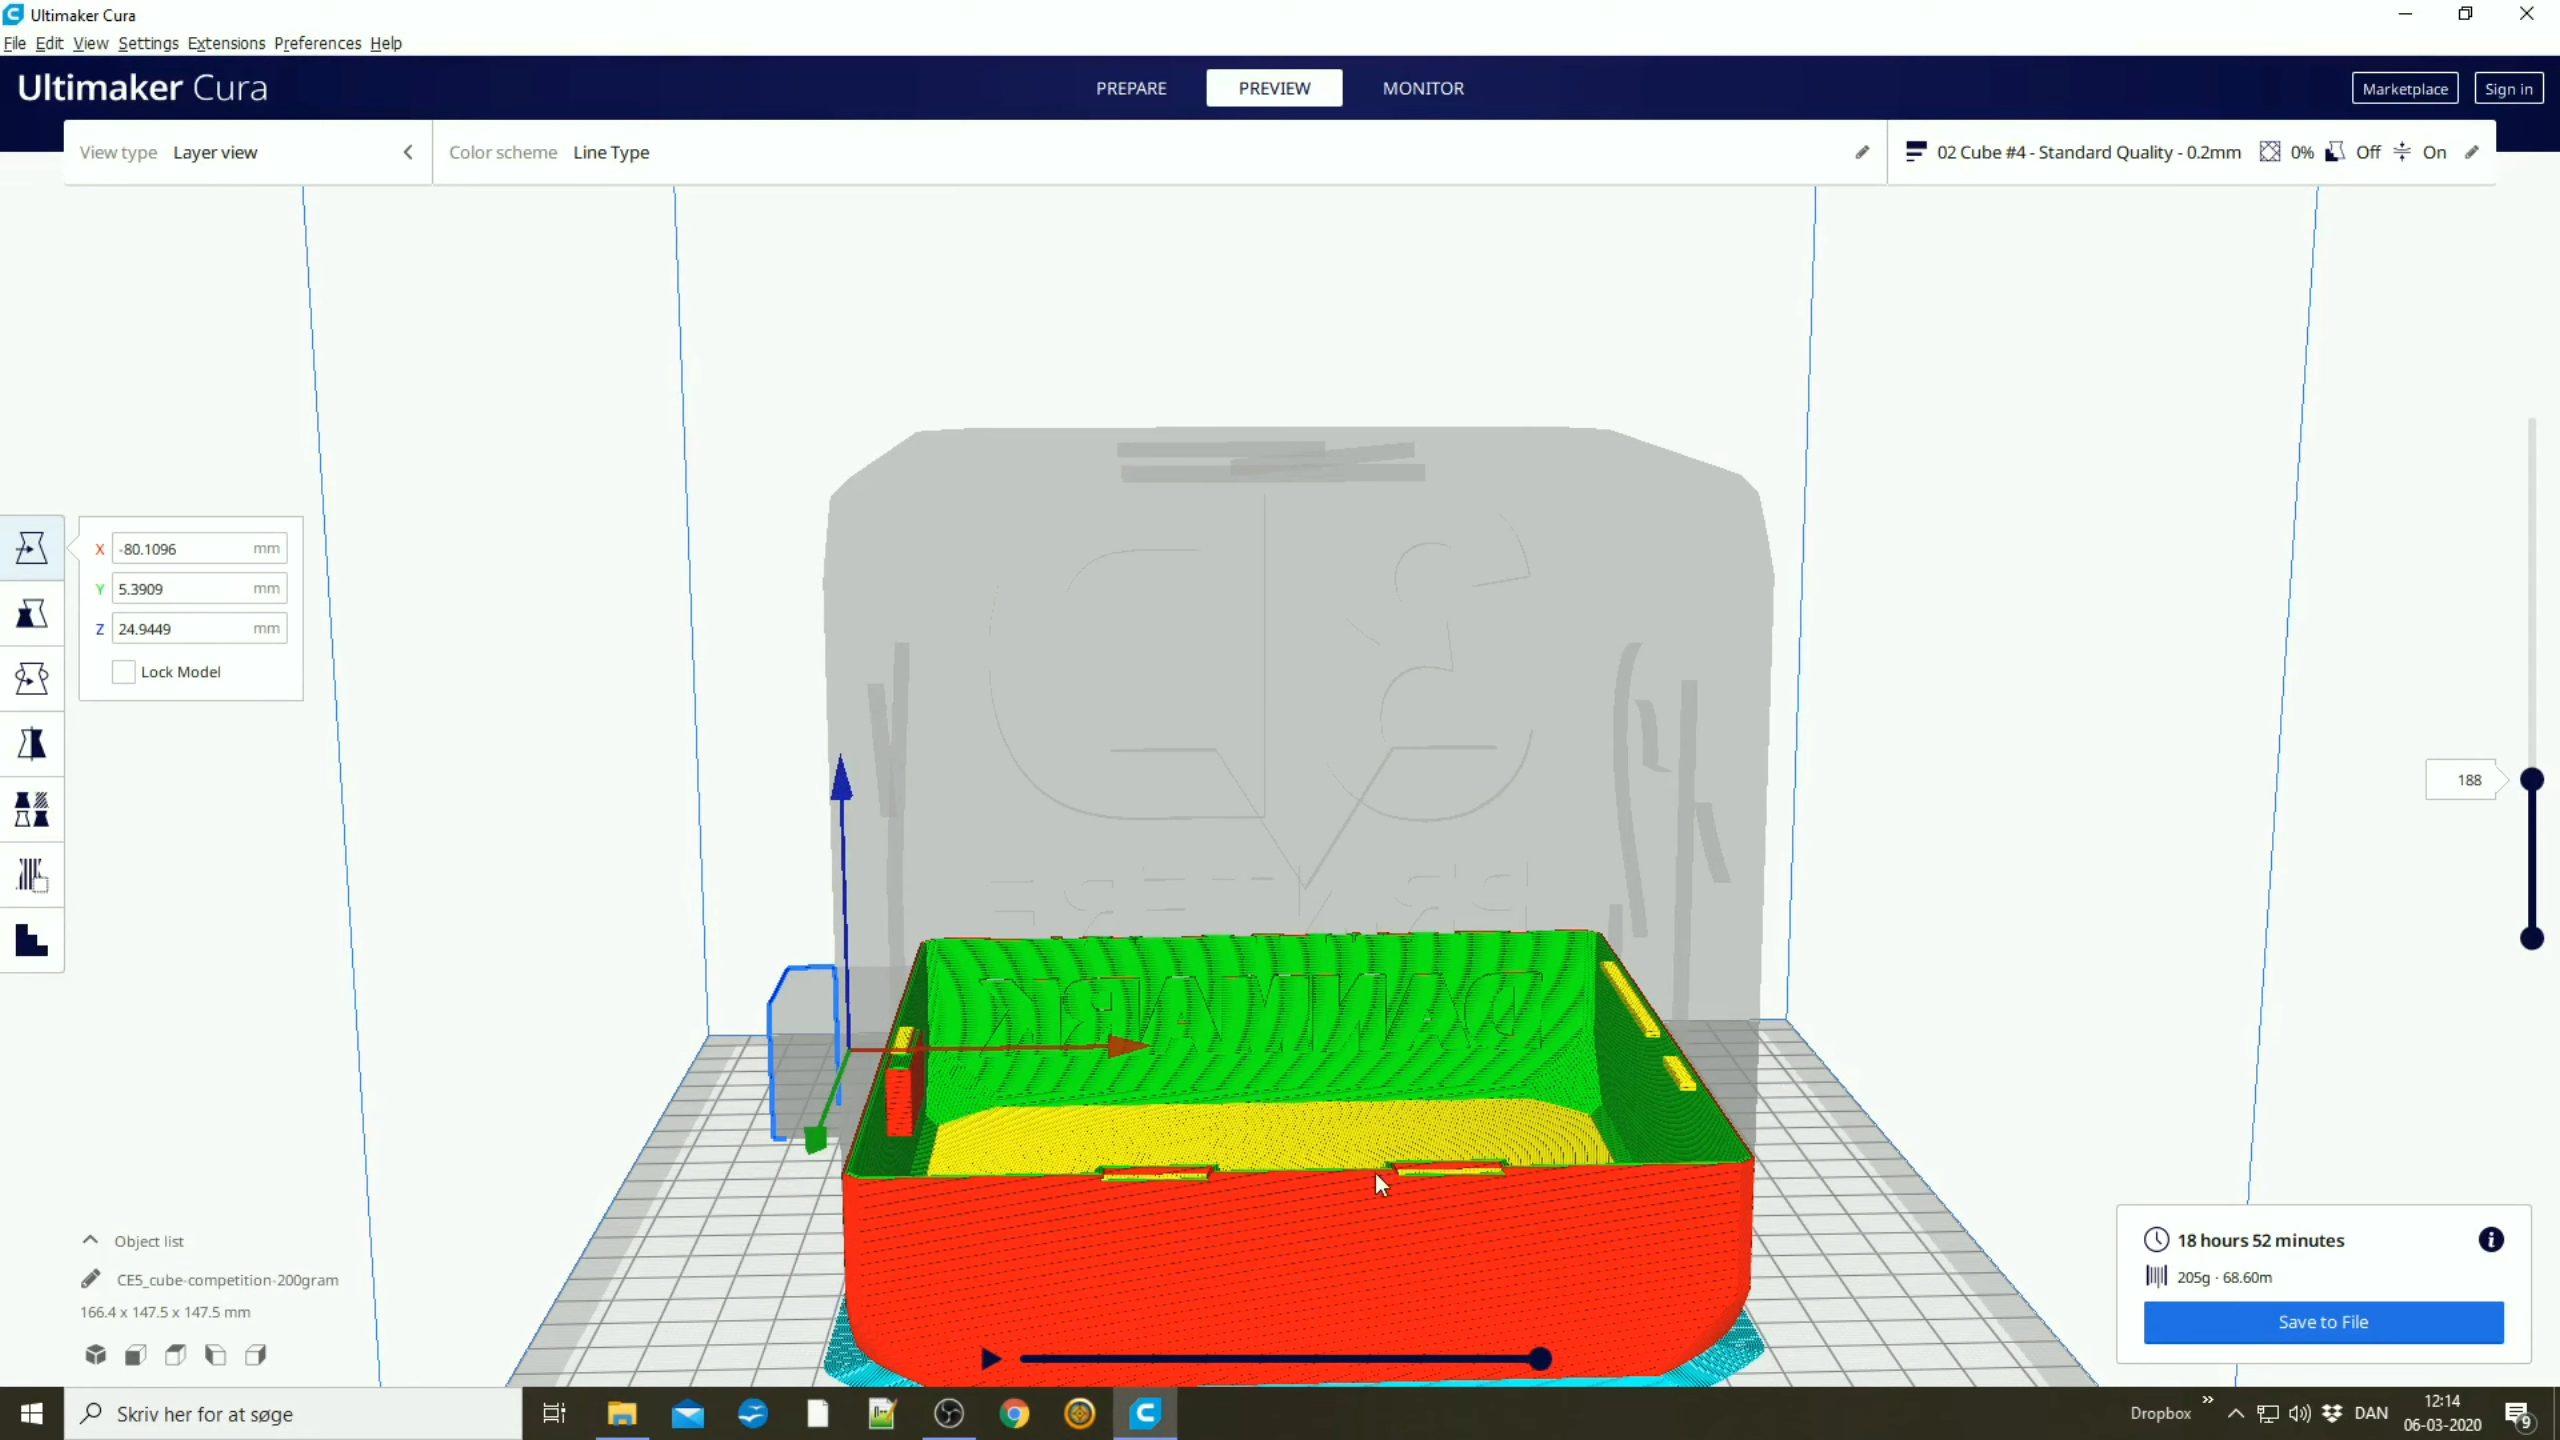 Ultimaker Cura
File Edit View Settings Extensions Preferences Help
Ultimaker Cura
PREPARE PREVIEW MONITOR
Marketplace Sign in
View type Layer view
Color scheme Line Type
02 Cube #4 - Standard Quality - 0.2mm 0% Off On
X -80.1096 mm
Y 5.3909 mm
Z 24.9449 mm
Lock Model
188
DANMARK
Object list
CE5_cube-competition-200gram
166.4 x 147.5 x 147.5 mm
18 hours 52 minutes
205g · 68.60m
Save to File
Skriv her for at søge
Dropbox
DAN
12:14
06-03-2020
9